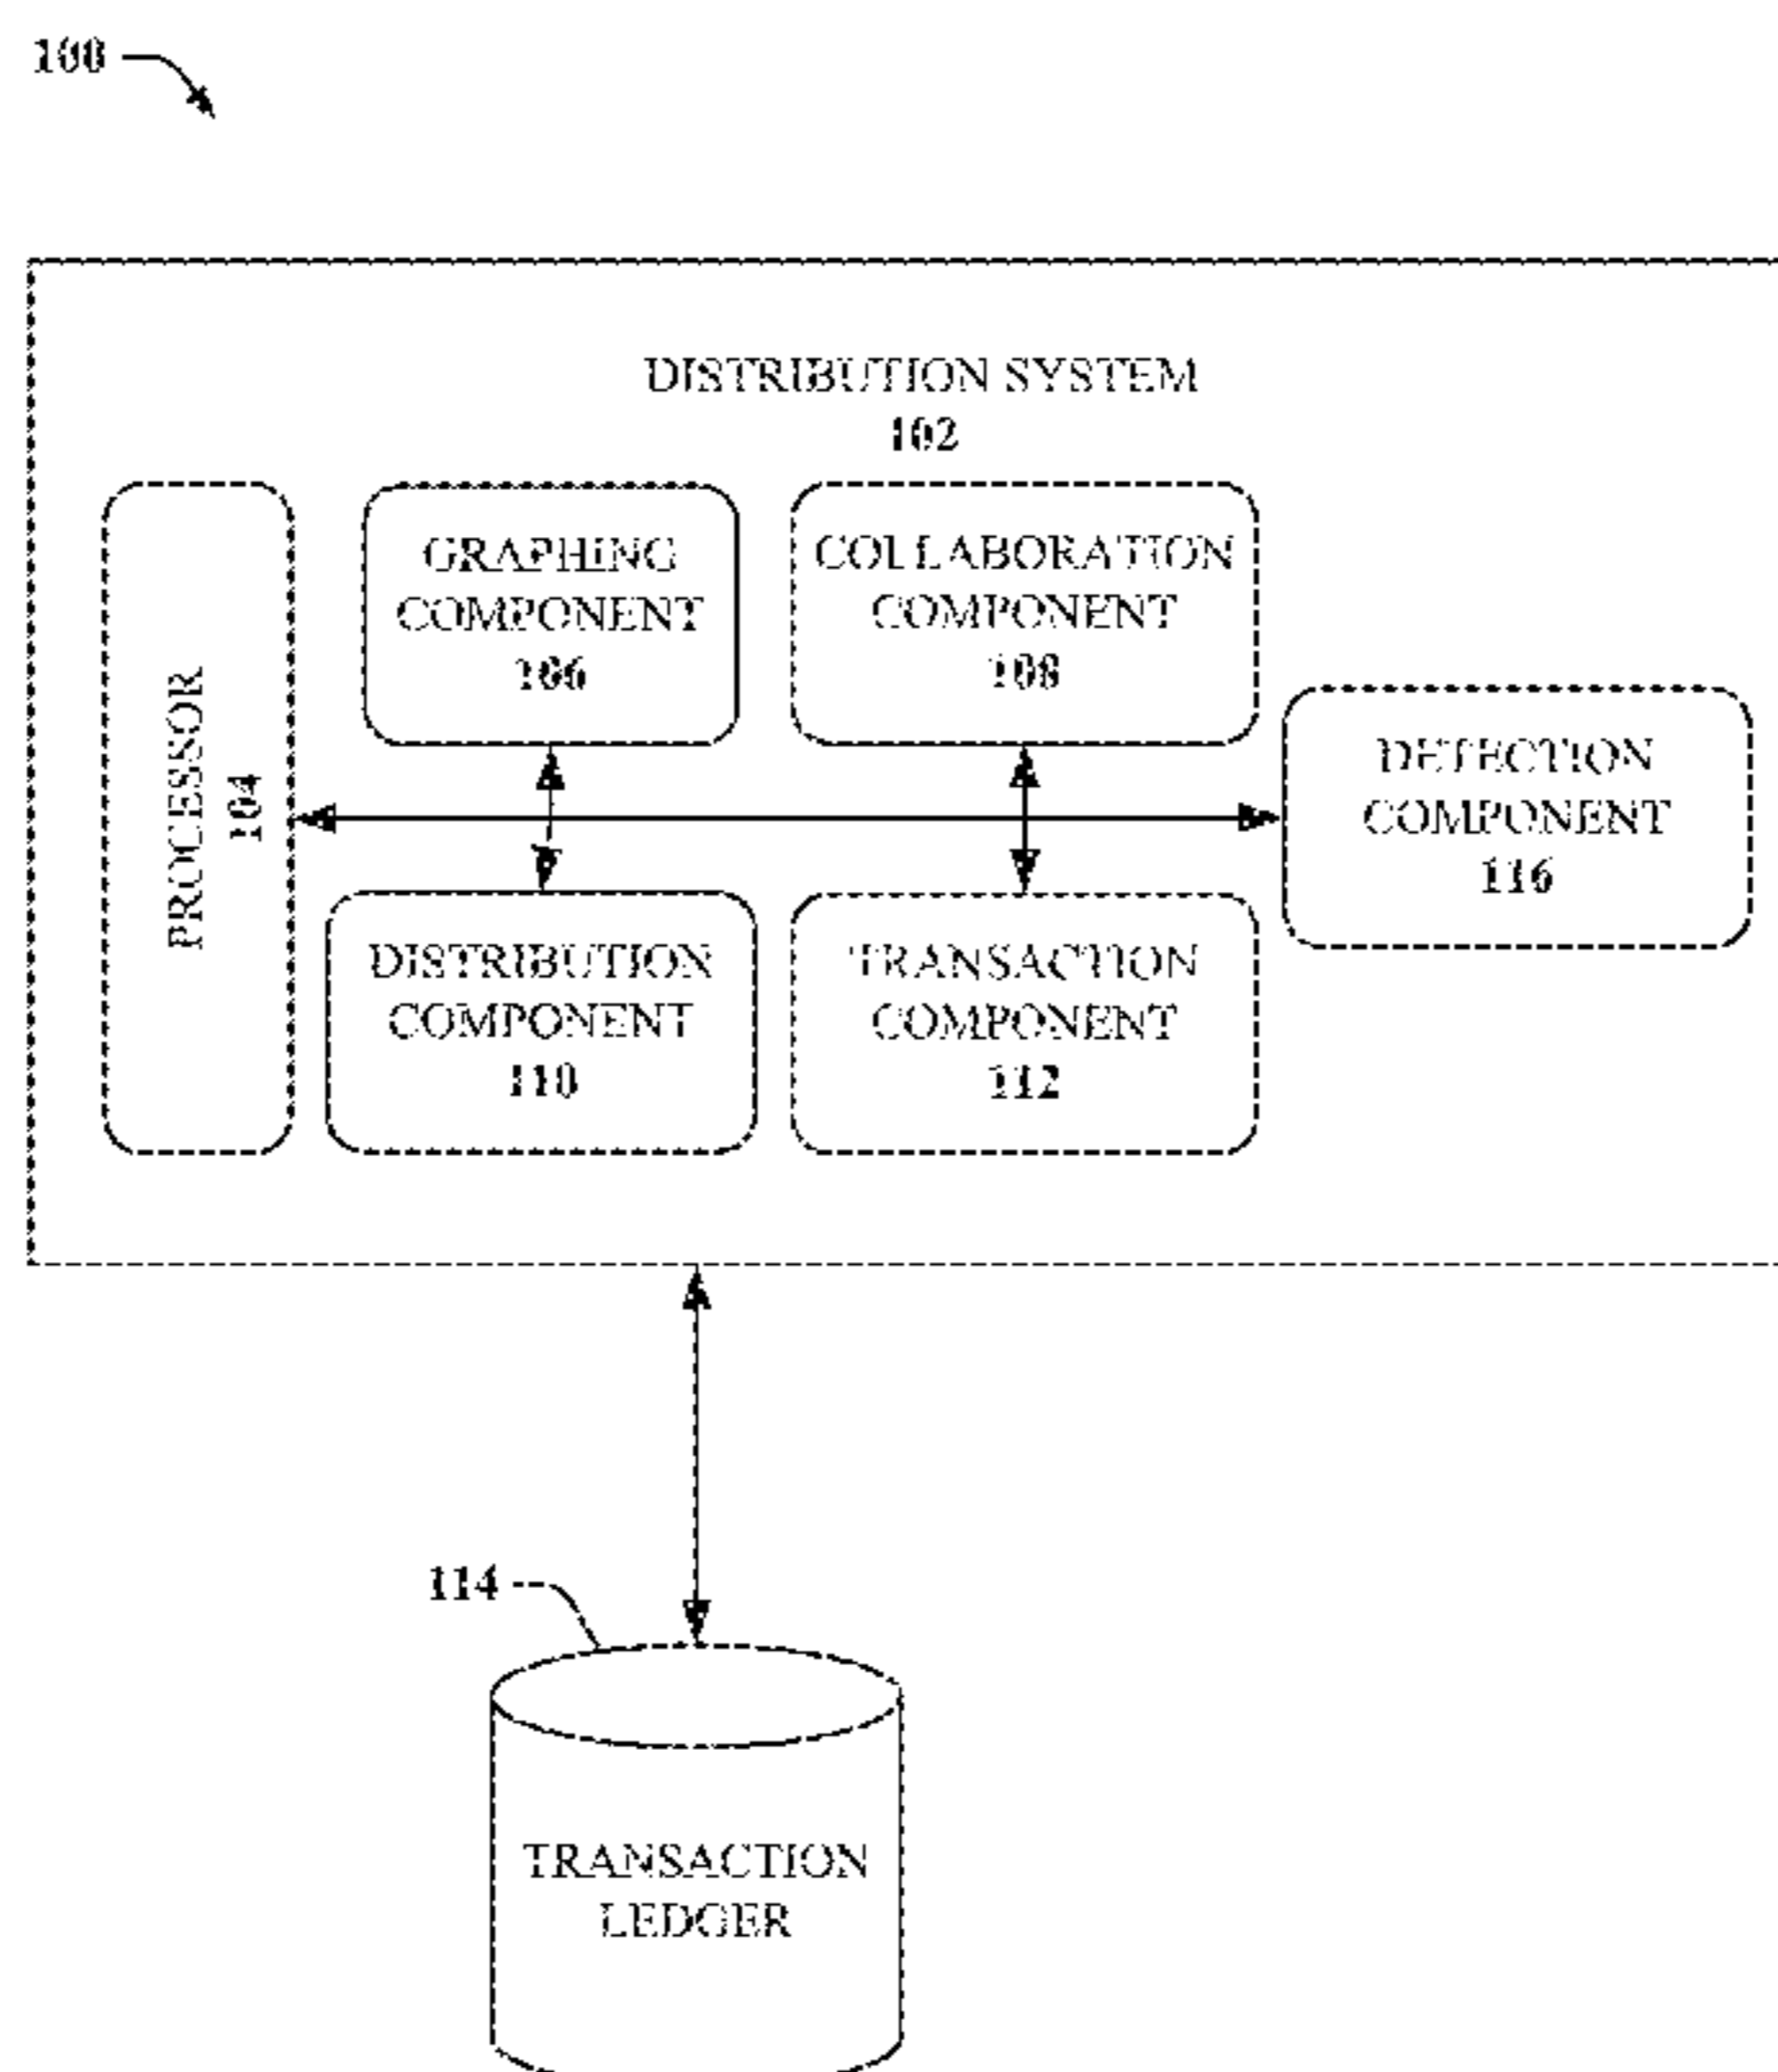 100
DISTRIBUTION SYSTEM
102
PROCESSOR
104
GRAPHING
COMPONENT
106
COLLABORATION
COMPONENT
108
DETECTION
COMPONENT
116
DISTRIBUTION
COMPONENT
110
TRANSACTION
COMPONENT
112
114
TRANSACTION
LEDGER